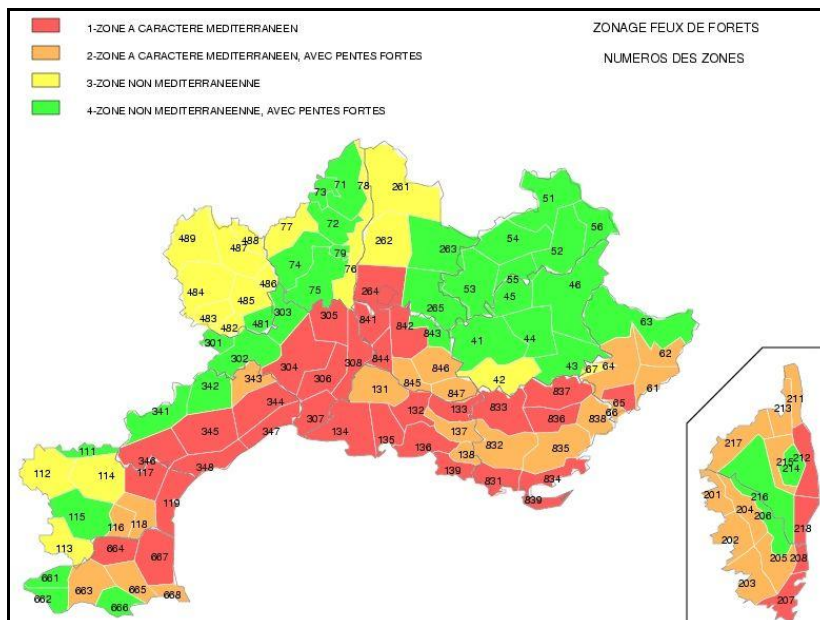 1-ZONE A CARACTERE MEDITERRANEEN
ZONAGE FEUX DE FORETS
2-ZONE A CARACTERE MEDITERRANEEN, AVEC PENTES FORTES
NUMEROS DES ZONES
3-ZONE NON MEDITERRANEENNE
4-ZONE NON MEDITERRANEENNE, AVEC PENTES FORTES
71 78 261
73
51
72
77
56
489 488
487
262 263 54
52
79
74 76
486 55 46
484 75 264 53 45
485 303 265
305 63
483 482 481 841 842
301 843 41 44
302 308 844 62
304 846 43 67 64
342 343 306 131 845 847 42 61
344 837
341 307 132 133 833 65 66
345 347 134 137 836 838
111 135 136 138 832 835
346
112 114 117 348 139 831 834
119 839
115 116 118
113 664 667
661 663 665 668
662 666
211
213
217
215 212
214
201 216
204 206
202 218
205 208
203
207